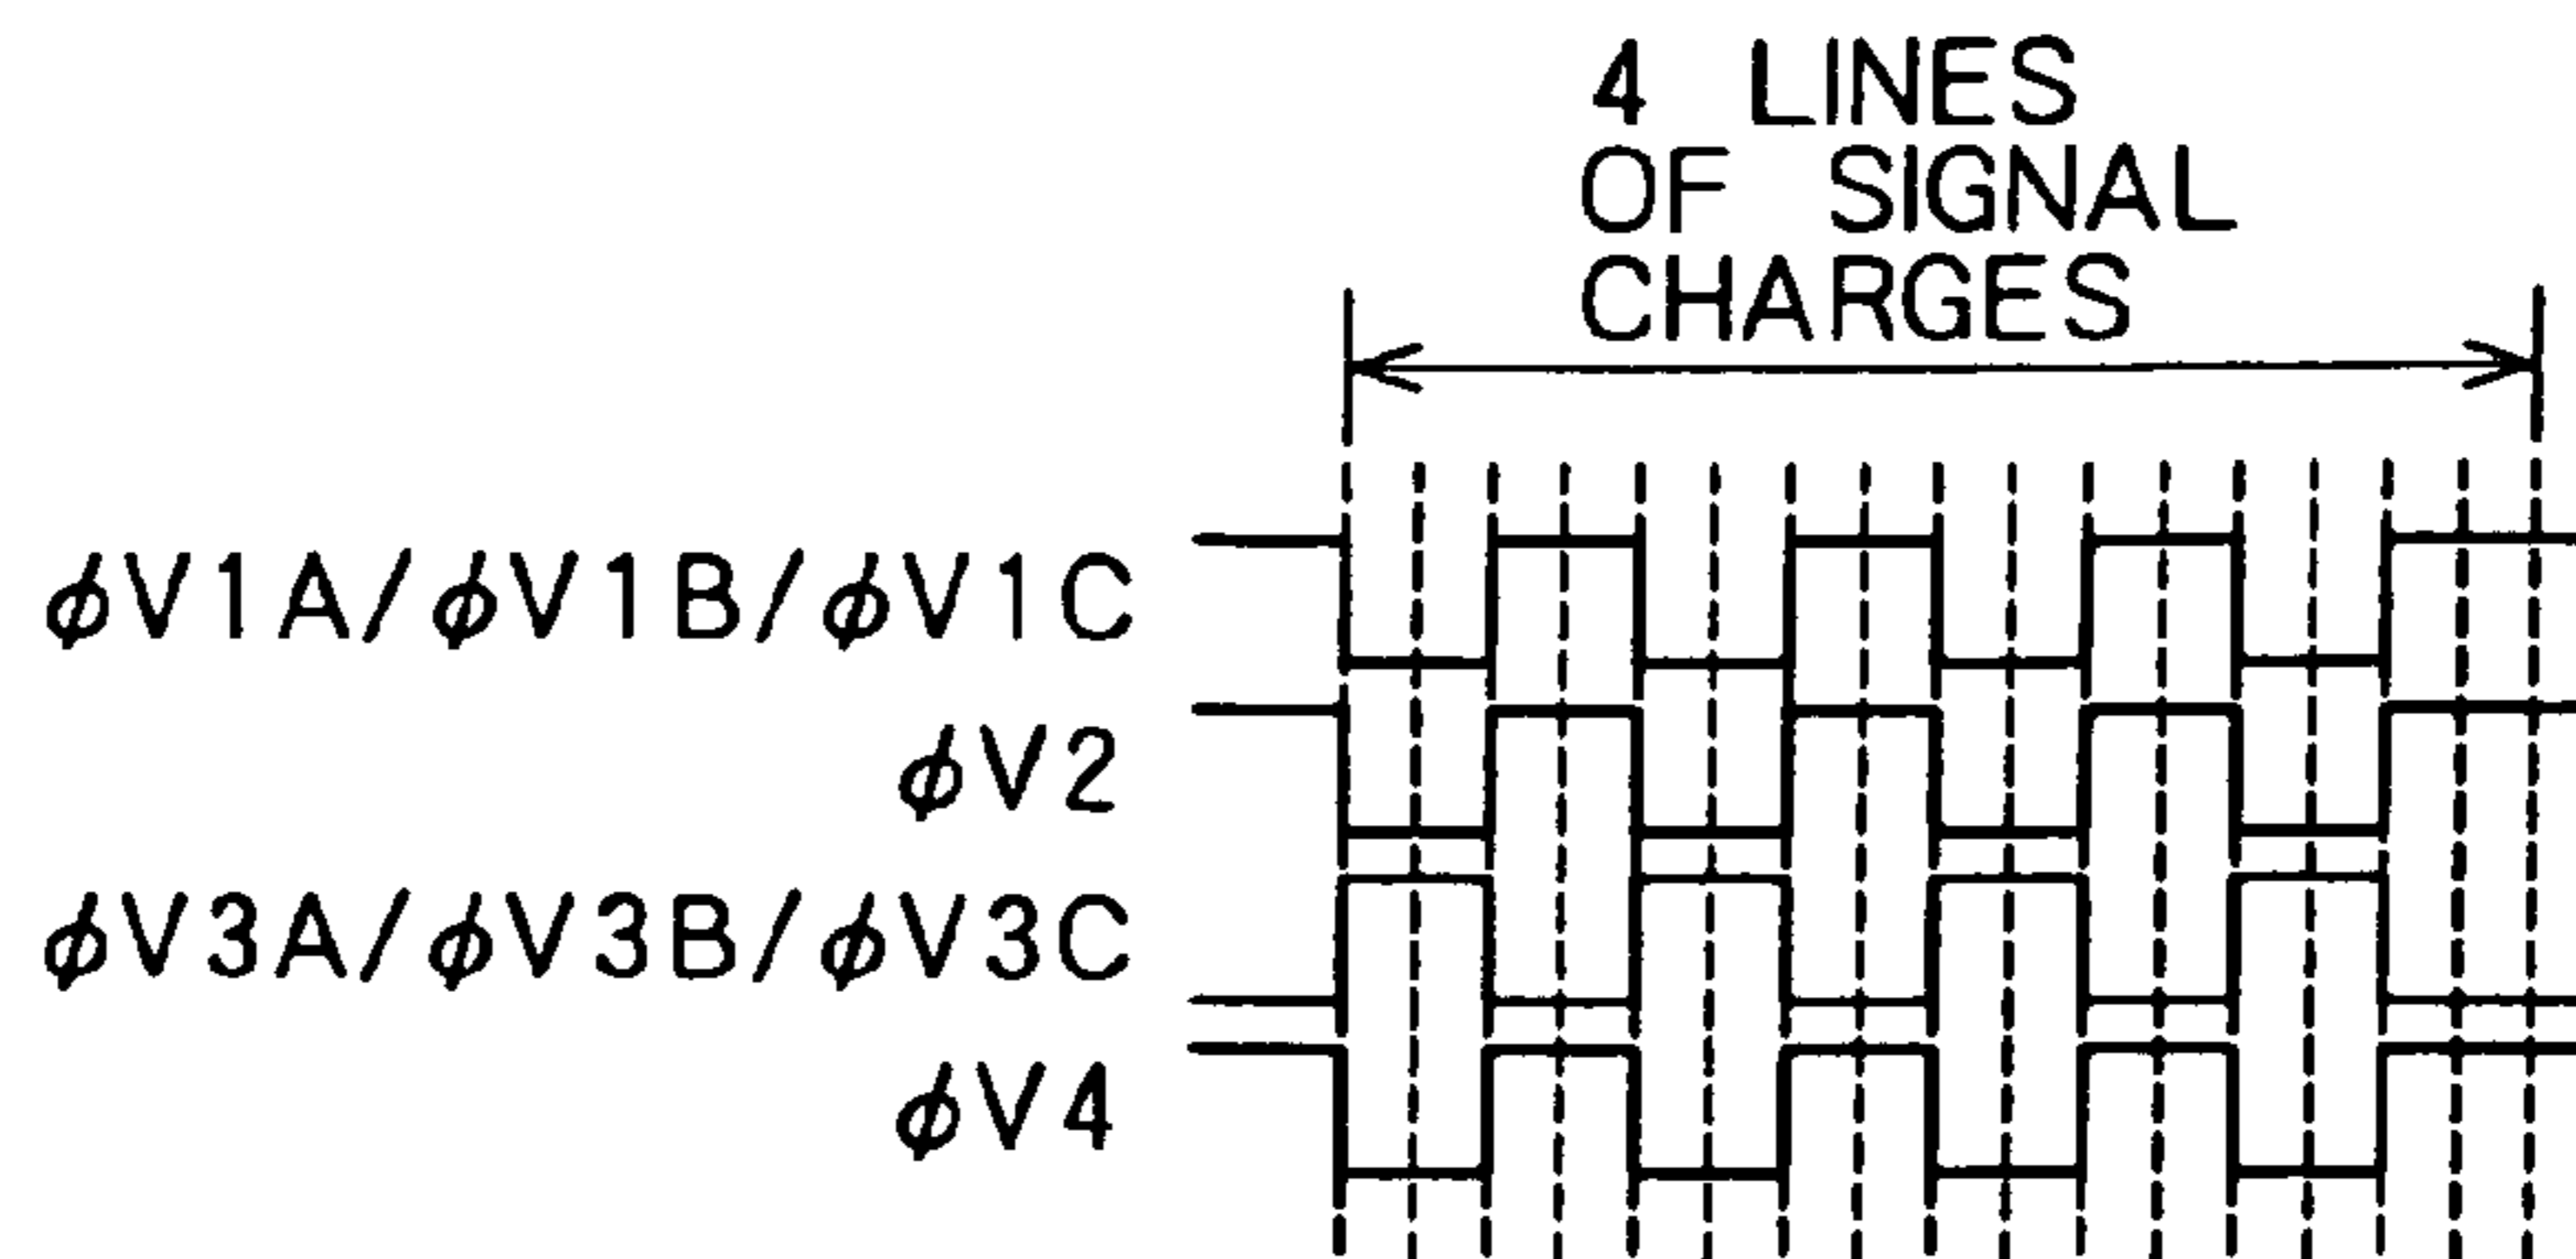 4 LINES
OF SIGNAL
CHARGES
ϕV1A/ϕV1B/ϕV1C
ϕV2
ϕV3A/ϕV3B/ϕV3C
ϕV4